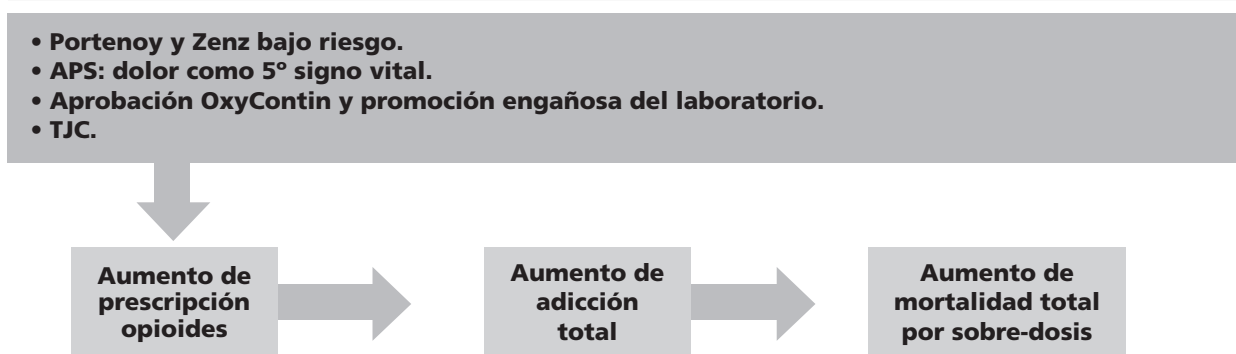 • Portenoy y Zenz bajo riesgo.
• APS: dolor como 5º signo vital.
• Aprobación OxyContin y promoción engañosa del laboratorio.
• TJC.
Aumento de
prescripción
opioides
Aumento de
adicción
total
Aumento de
mortalidad total
por sobre-dosis